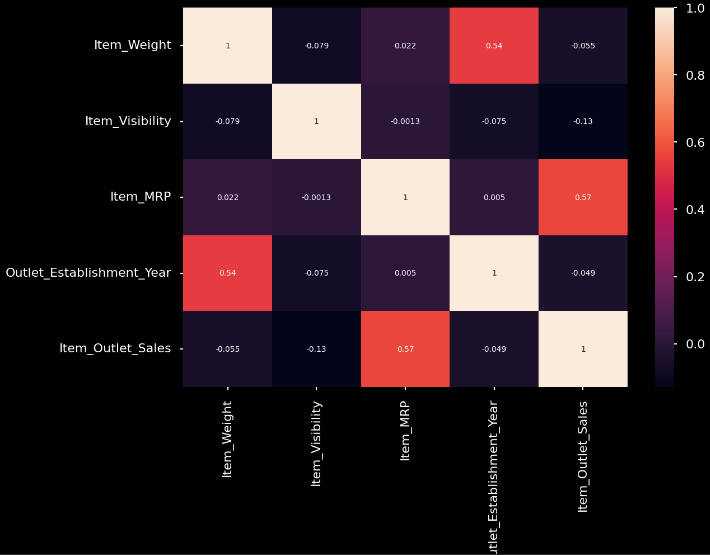 Item_Weight 1 -0.079 0.022 0.54 -0.055
Item_Visibility -0.079 1 -0.0013 -0.075 -0.13
Item_MRP 0.022 -0.0013 1 0.005 0.57
Outlet_Establishment_Year 0.54 -0.075 0.005 1 -0.049
Item_Outlet_Sales -0.055 -0.13 0.57 -0.049 1
Item_Weight
Item_Visibility
Item_MRP
utlet_Establishment_Year
Item_Outlet_Sales
1.0
0.8
0.6
0.4
0.2
0.0